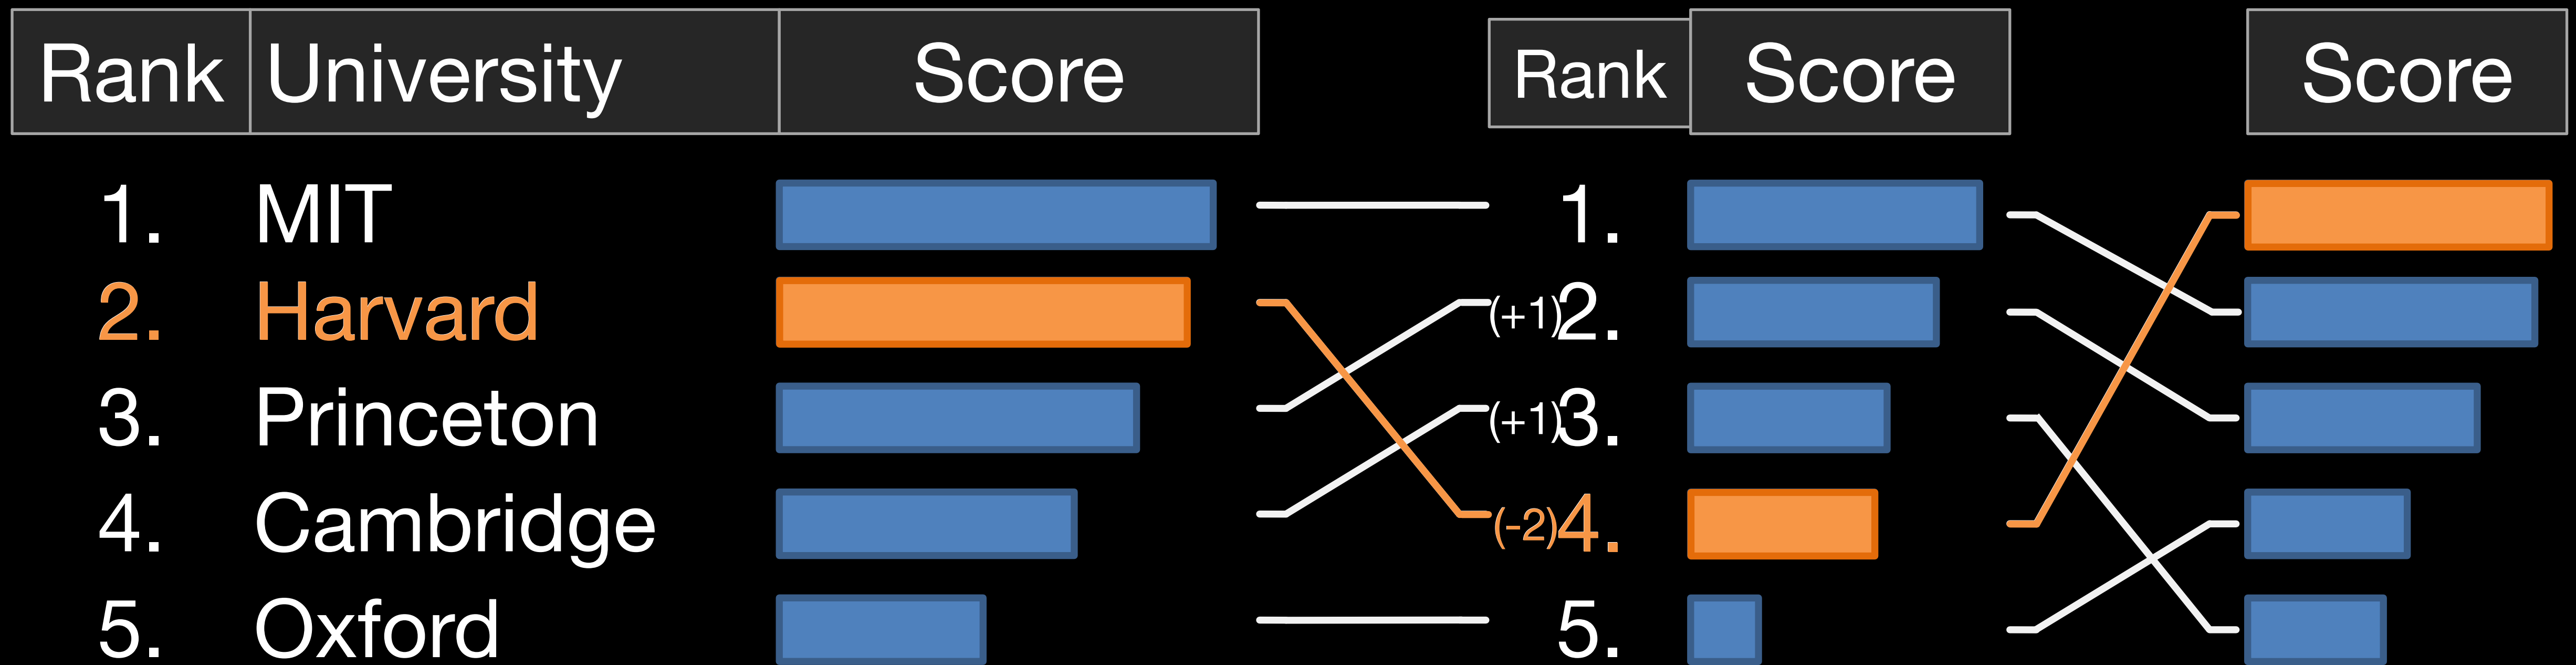 Rank University Score Rank Score Score
1. MIT 1.
2. Harvard (+1)2.
3. Princeton (+1)3.
4. Cambridge (-2)4.
5. Oxford 5.